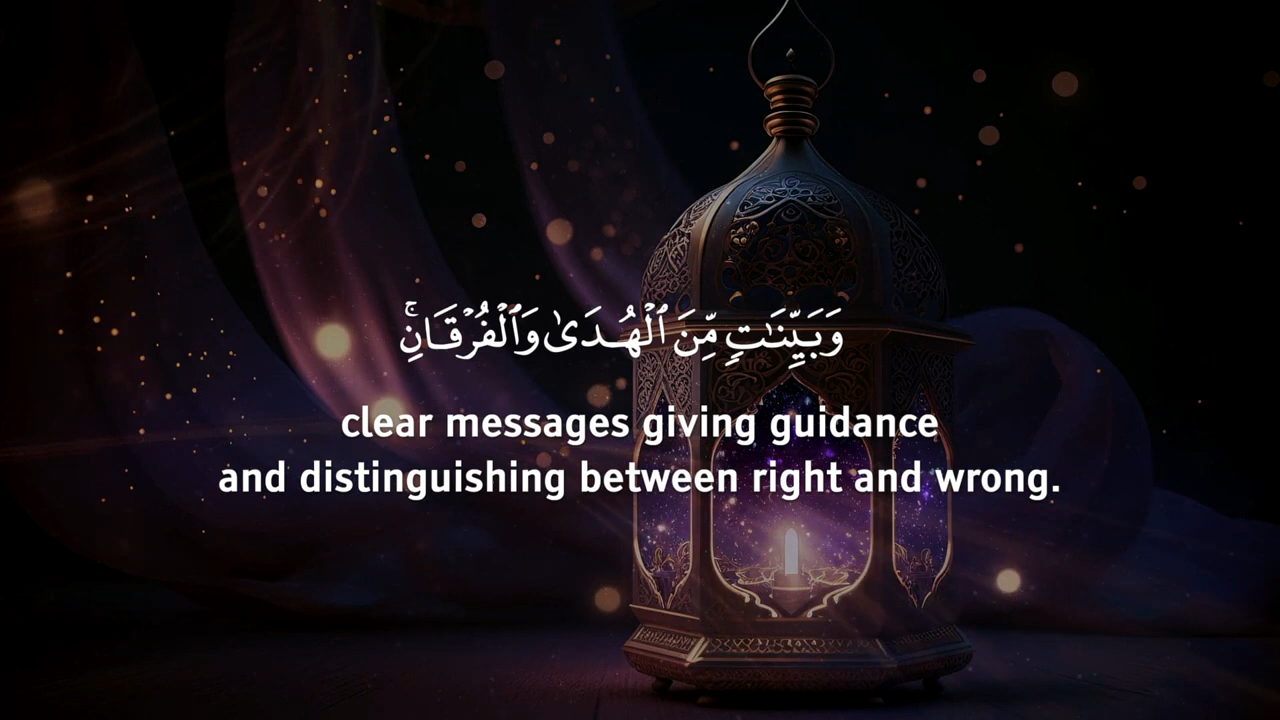 وَبَيِّنَـٰتٍۢ مِّنَ ٱلْهُدَىٰ وَٱلْفُرْقَانِ ۚ
clear messages giving guidance
and distinguishing between right and wrong.